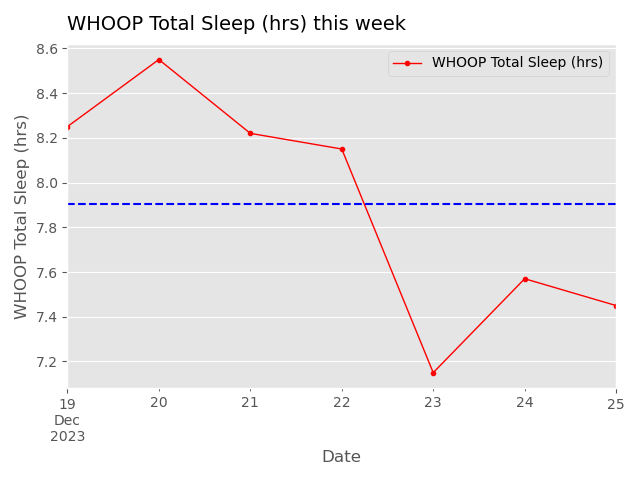 WHOOP Total Sleep (hrs) this week
WHOOP Total Sleep (hrs)
WHOOP Total Sleep (hrs)
8.6
8.4
8.2
8.0
7.8
7.6
7.4
7.2
19 20 21 22 23 24 25
Dec
2023
Date